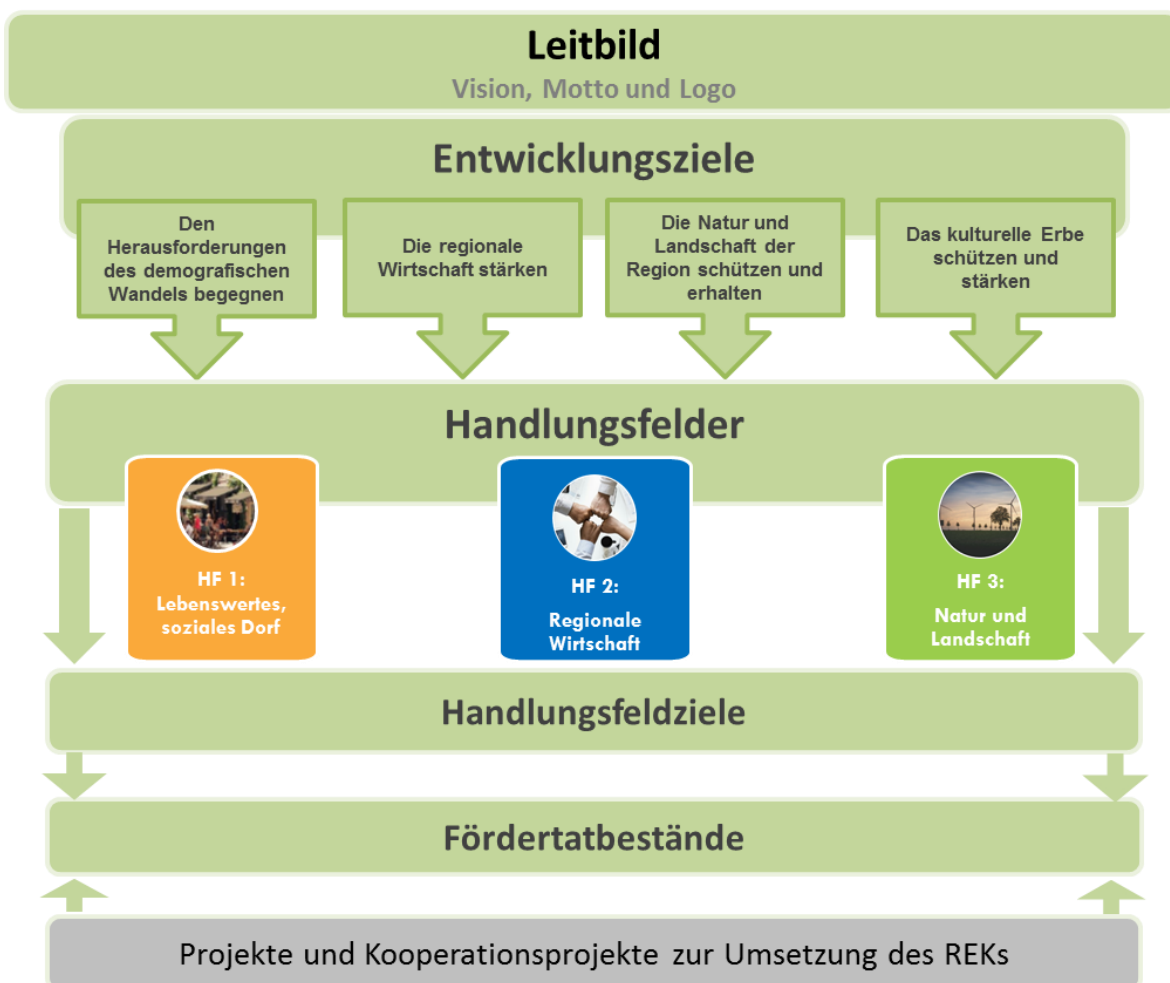 Leitbild
Vision, Motto und Logo
Entwicklungsziele
Den
Herausforderungen
des demografischen
Wandels begegnen
Die regionale
Wirtschaft stärken
Die Natur und
Landschaft der
Region schützen und
erhalten
Das kulturelle Erbe
schützen und
stärken
Handlungsfelder
HF 1:
Lebenswertes,
soziales Dorf
HF 2:
Regionale
Wirtschaft
HF 3:
Natur und
Landschaft
Handlungsfeldziele
Fördertatbestände
Projekte und Kooperationsprojekte zur Umsetzung des REKs